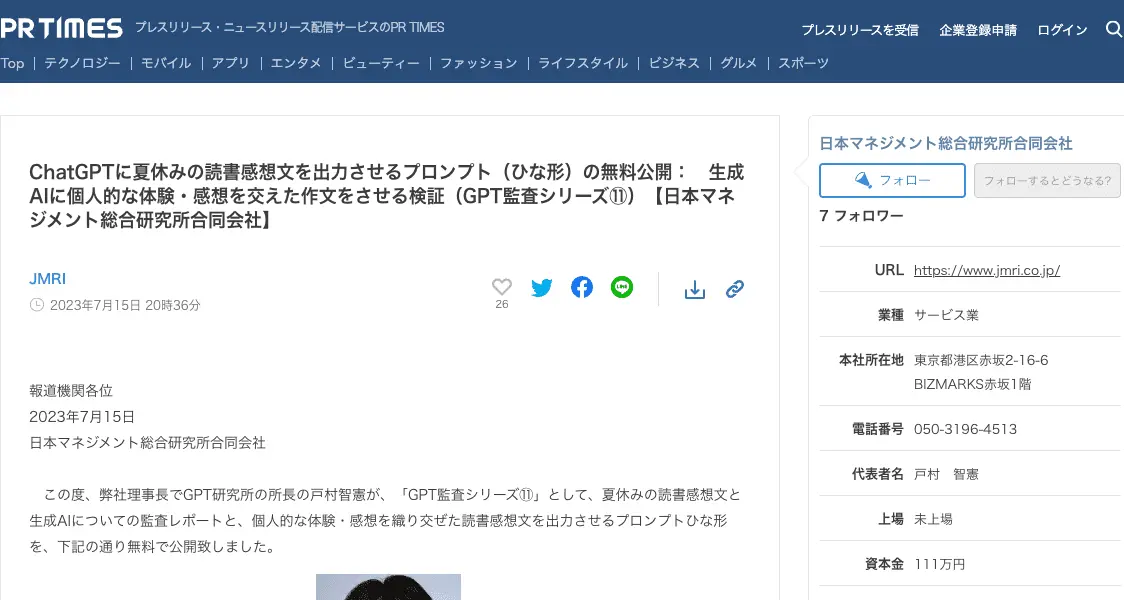 PR TIMES プレスリリース・ニュースリリース配信サービスのPR TIMES
プレスリリースを受信 企業登録申請 ログイン
Top | テクノロジー | モバイル | アプリ | エンタメ | ビューティー | ファッション | ライフスタイル | ビジネス | グルメ | スポーツ
ChatGPTに夏休みの読書感想文を出力させるプロンプト（ひな形）の無料公開：　生成
AIに個人的な体験・感想を交えた作文をさせる検証（GPT監査シリーズ⑪）【日本マネ
ジメント総合研究所合同会社】
JMRI
2023年7月15日 20時36分
26
LINE
報道機関各位
2023年7月15日
日本マネジメント総合研究所合同会社
この度、弊社理事長でGPT研究所の所長の戸村智憲が、「GPT監査シリーズ⑪」として、夏休みの読書感想文と
生成AIについての監査レポートと、個人的な体験・感想を織り交ぜた読書感想文を出力させるプロンプトひな形
を、下記の通り無料で公開致しました。
日本マネジメント総合研究所合同会社
フォロー フォローするとどうなる?
7 フォロワー
URL https://www.jmri.co.jp/
業種 サービス業
本社所在地 東京都港区赤坂2-16-6
BIZMARKS赤坂1階
電話番号 050-3196-4513
代表者名 戸村　智憲
上場 未上場
資本金 111万円